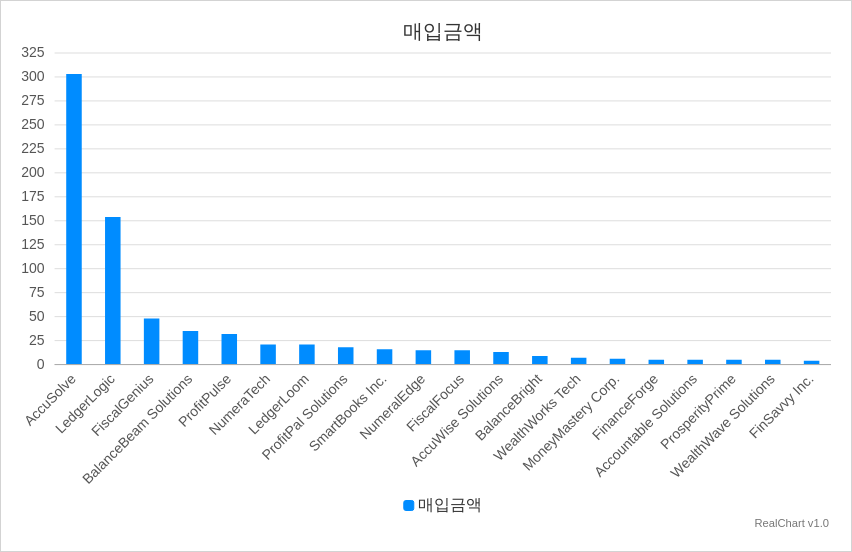 매입금액
325
300
275
250
225
200
175
150
125
100
75
50
25
0
AccuSolve
LedgerLogic
FiscalGenius
BalanceBeam Solutions
ProfitPulse
NumeraTech
LedgerLoom
ProfitPal Solutions
SmartBooks Inc.
NumeralEdge
FiscalFocus
AccuWise Solutions
BalanceBright
WealthWorks Tech
MoneyMastery Corp.
FinanceForge
Accountable Solutions
ProsperityPrime
WealthWave Solutions
FinSavvy Inc.
매입금액
RealChart v1.0